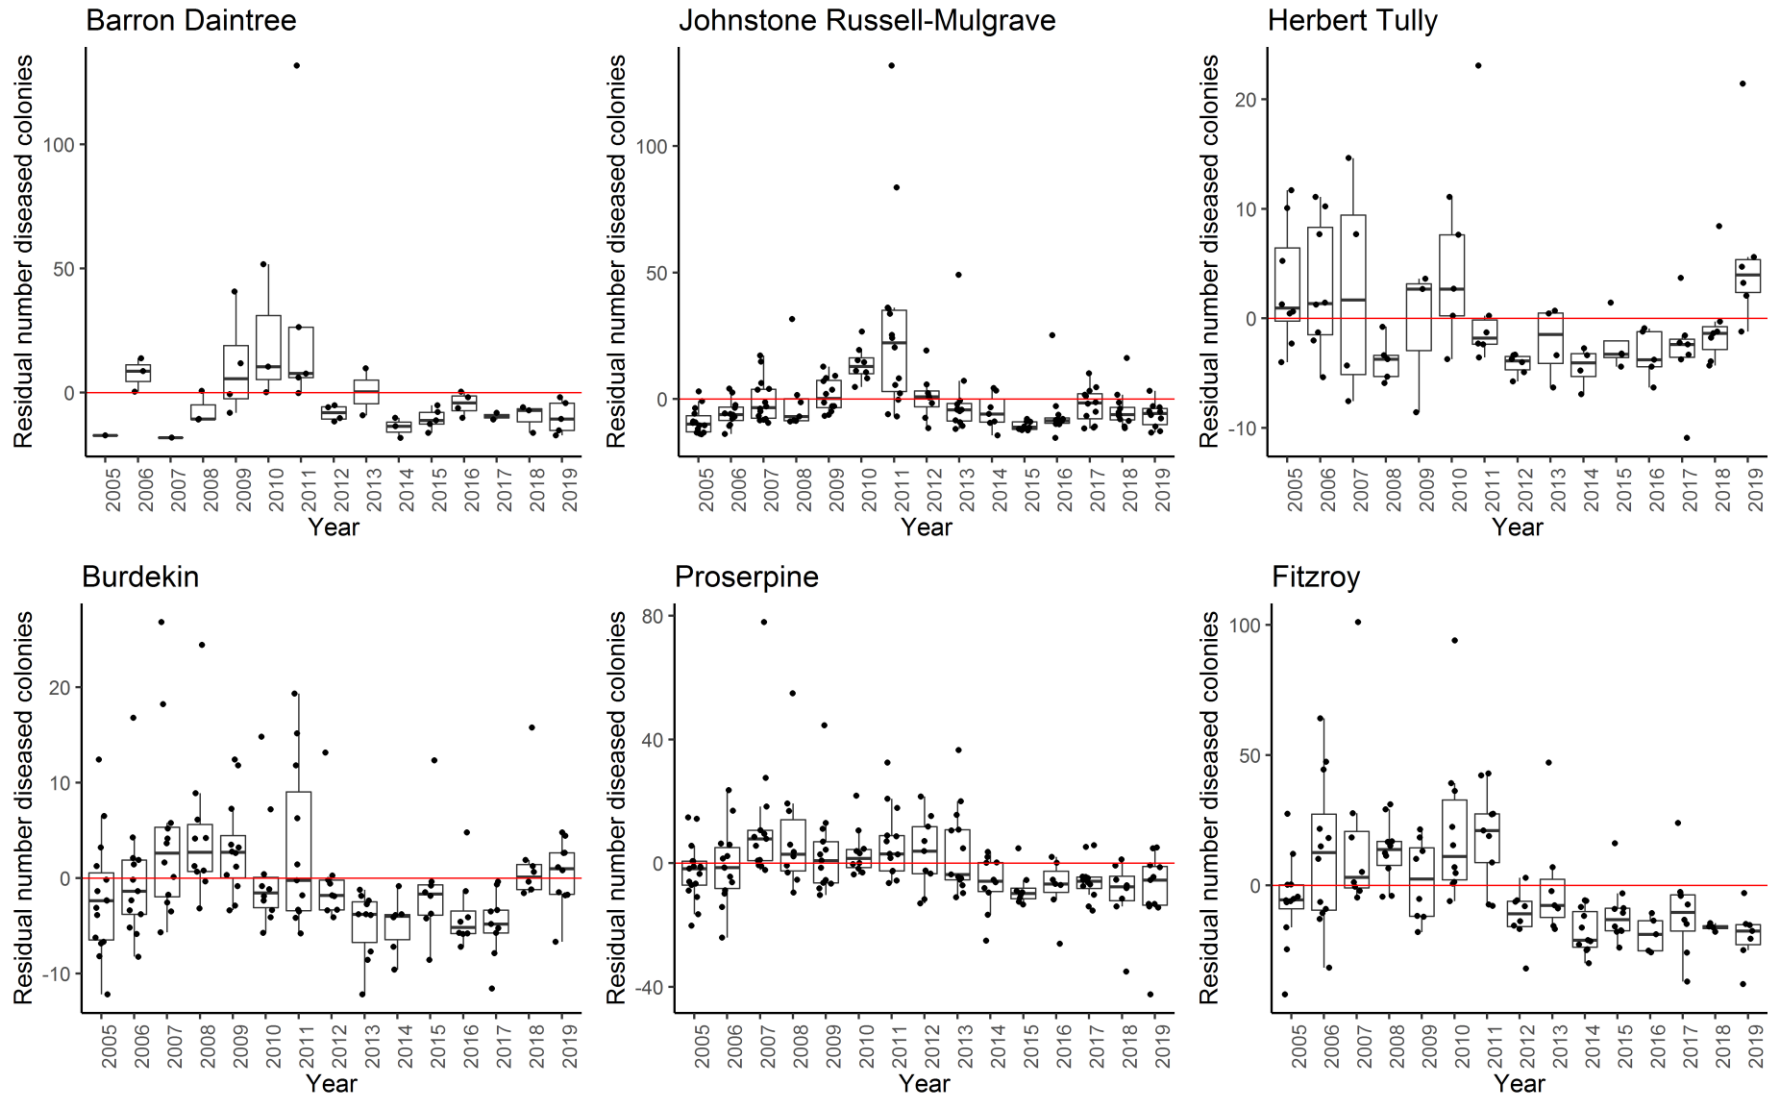 Barron Daintree
Residual number diseased colonies
100
50
0
2005 2006 2007 2008 2009 2010 2011 2012 2013 2014 2015 2016 2017 2018 2019
Year
Johnstone Russell-Mulgrave
Residual number diseased colonies
100
50
0
2005 2006 2007 2008 2009 2010 2011 2012 2013 2014 2015 2016 2017 2018 2019
Year
Herbert Tully
Residual number diseased colonies
20
10
0
-10
2005 2006 2007 2008 2009 2010 2011 2012 2013 2014 2015 2016 2017 2018 2019
Year
Burdekin
Residual number diseased colonies
20
10
0
-10
2005 2006 2007 2008 2009 2010 2011 2012 2013 2014 2015 2016 2017 2018 2019
Year
Proserpine
Residual number diseased colonies
80
40
0
-40
2005 2006 2007 2008 2009 2010 2011 2012 2013 2014 2015 2016 2017 2018 2019
Year
Fitzroy
Residual number diseased colonies
100
50
0
2005 2006 2007 2008 2009 2010 2011 2012 2013 2014 2015 2016 2017 2018 2019
Year